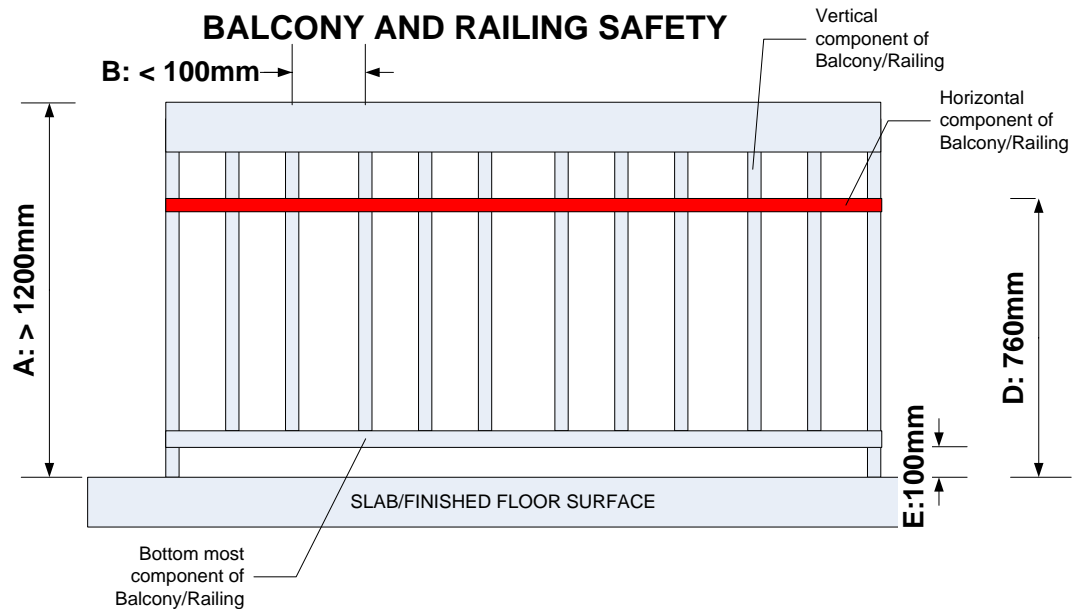 BALCONY AND RAILING SAFETY
Vertical
component of
Balcony/Railing
B: < 100mm
Horizontal
component of
Balcony/Railing
A: > 1200mm
D: 760mm
E:100mm
SLAB/FINISHED FLOOR SURFACE
Bottom most
component of
Balcony/Railing